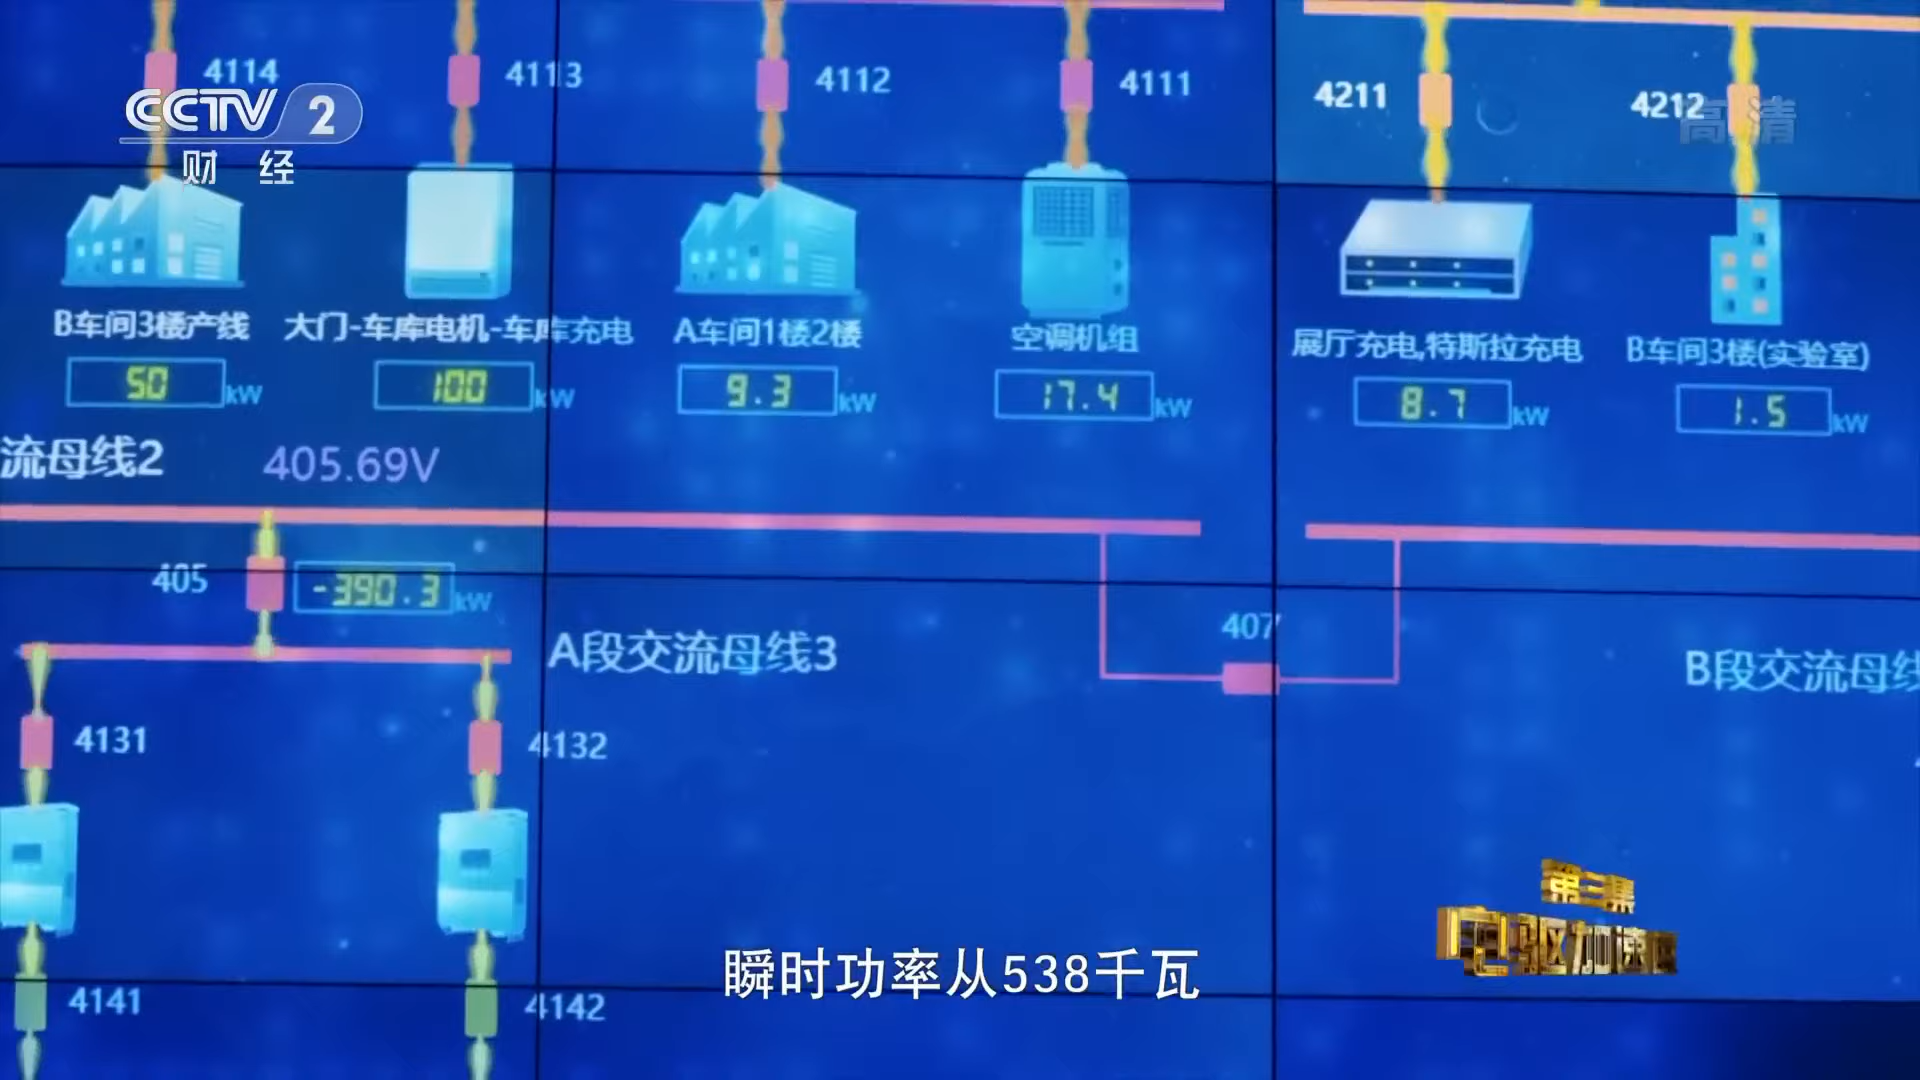 4114
4113
4112
4111
4211
4212
CCTV 2
财 经
高清
B车间3楼产线
大门-车库电机-车库充电
A车间1楼2楼
空调机组
展厅充电,特斯拉充电
B车间3楼(实验室)
50 kW
100 kW
9.3 kW
17.4 kW
8.7 kW
1.5 kW
流母线2
405.69V
405
-390.3 kW
A段交流母线3
407
B段交流母线
4131
4132
第三集
电驱加速度
瞬时功率从538千瓦
4141
4142